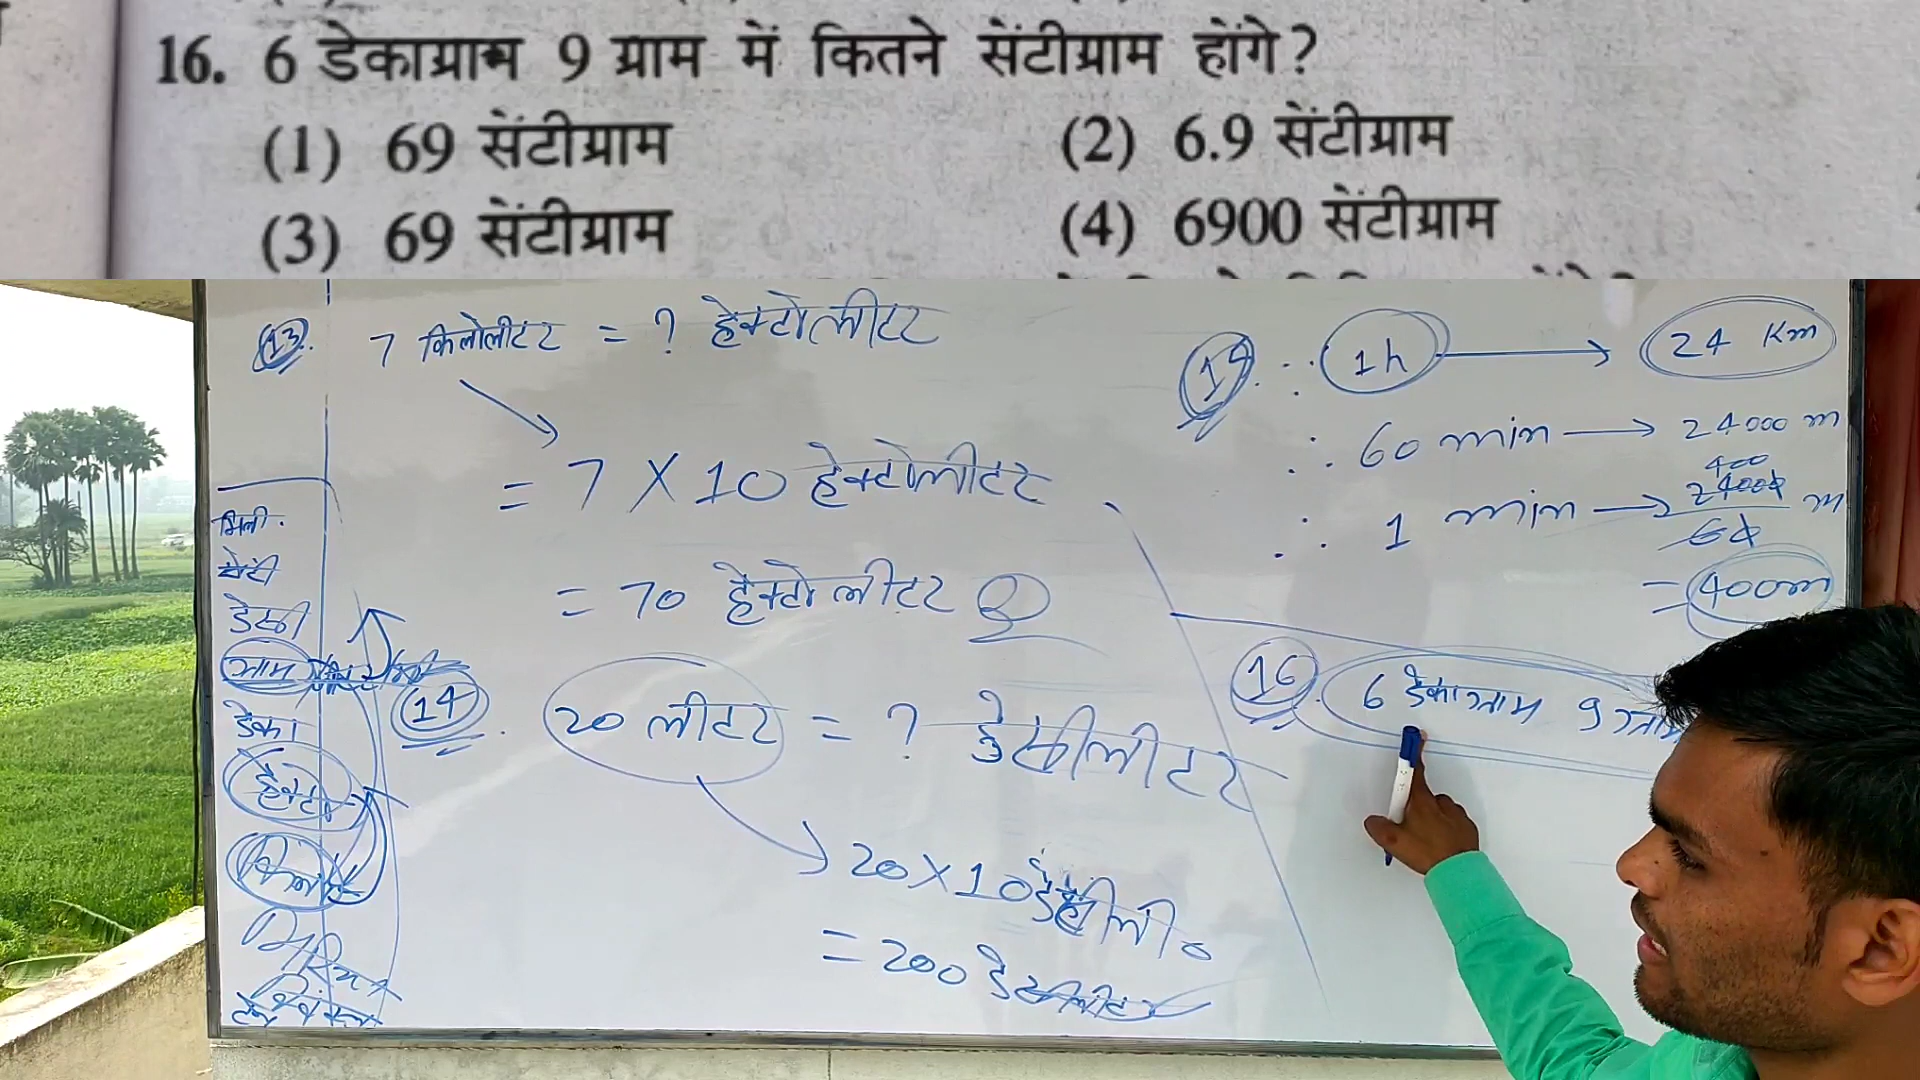 16. 6 डेकाग्राम 9 ग्राम में कितने सेंटीग्राम होंगे?
(1) 69 सेंटीग्राम (2) 6.9 सेंटीग्राम
(3) 69 सेंटीग्राम (4) 6900 सेंटीग्राम
13. 7 किलोलीटर = ? हेक्टोलीटर
= 7 X 10 हेक्टोलीटर
= 70 हेक्टोलीटर
मिली.
सेंटी
डेसी
ग्राम
डेका
हेक्टो
किलो
14. 20 लीटर = ? डेसीलीटर
20 X 10 डेसीली०
= 200 डेसीलीटर
∵ 1h → 24 Km
∴ 60 min → 24000 m
∴ 1 min → 24000 m
400
60
= 400m
16. 6 डेकाग्राम 9